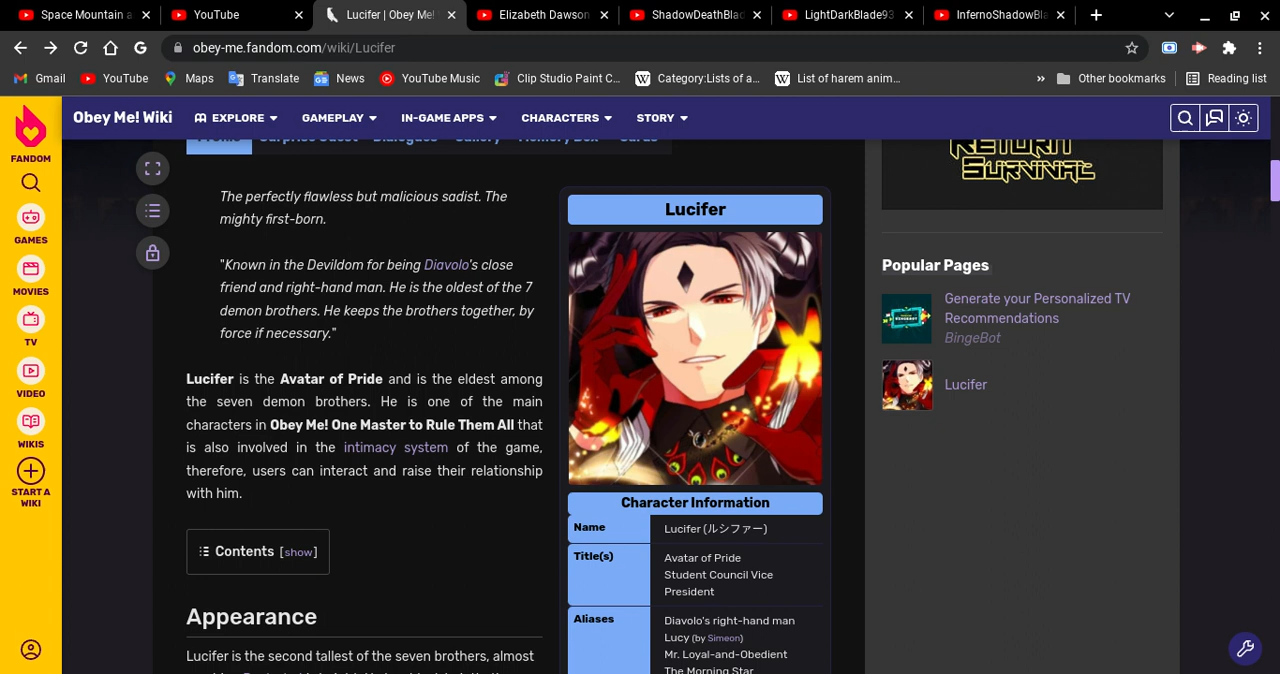 Space Mountain a
YouTube
Lucifer | Obey Me!
Elizabeth Dawson
ShadowDeathBlad
LightDarkBlade93
InfernoShadowBla
obey-me.fandom.com/wiki/Lucifer
Gmail
YouTube
Maps
Translate
News
YouTube Music
Clip Studio Paint C...
Category:Lists of a...
List of harem anim...
»
Other bookmarks
Reading list
FANDOM
GAMES
MOVIES
TV
VIDEO
WIKIS
START A
WIKI
Obey Me! Wiki
EXPLORE
GAMEPLAY
IN-GAME APPS
CHARACTERS
STORY
The perfectly flawless but malicious sadist. The
mighty first-born.
"Known in the Devildom for being Diavolo's close
friend and right-hand man. He is the oldest of the 7
demon brothers. He keeps the brothers together, by
force if necessary."
Lucifer is the Avatar of Pride and is the eldest among
the seven demon brothers. He is one of the main
characters in Obey Me! One Master to Rule Them All that
is also involved in the intimacy system of the game,
therefore, users can interact and raise their relationship
with him.
Contents [show]
Appearance
Lucifer is the second tallest of the seven brothers, almost
Lucifer
Character Information
Name
Lucifer (ルシファー)
Title(s)
Avatar of Pride
Student Council Vice
President
Aliases
Diavolo's right-hand man
Lucy (by Simeon)
Mr. Loyal-and-Obedient
The Morning Star
RETURN
SURVIVAL
Popular Pages
Generate your Personalized TV
Recommendations
BingeBot
Lucifer